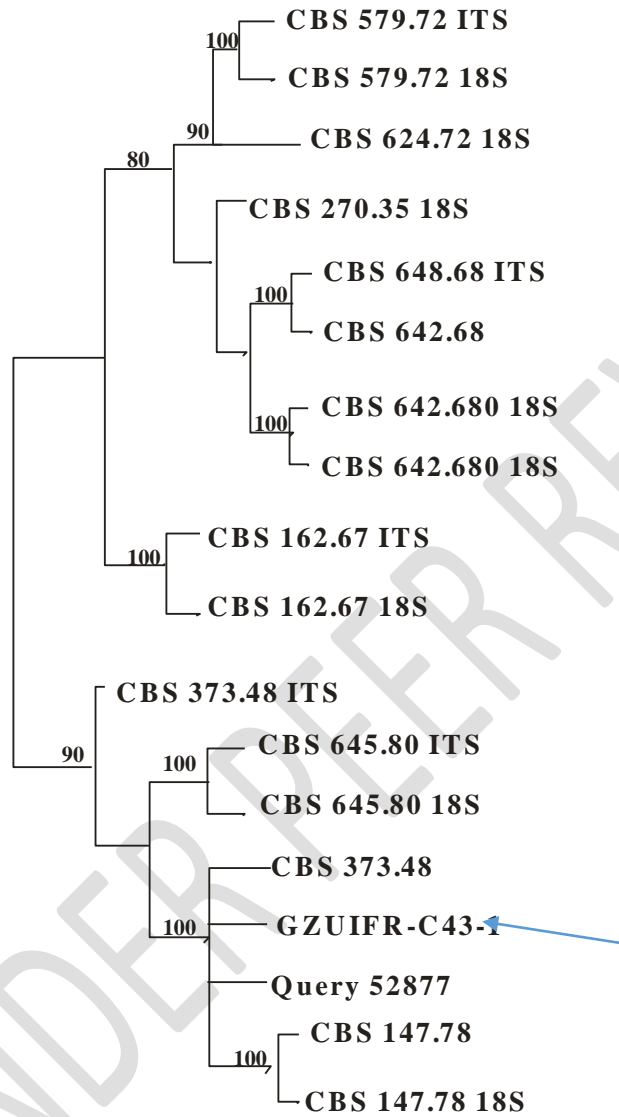 100
CBS 579.72 ITS
CBS 579.72 18S
90
CBS 624.72 18S
80
CBS 270.35 18S
CBS 648.68 ITS
100
CBS 642.68
CBS 642.680 18S
100
CBS 642.680 18S
CBS 162.67 ITS
100
CBS 162.67 18S
CBS 373.48 ITS
90
CBS 645.80 ITS
100
CBS 645.80 18S
CBS 373.48
GZUIFR-C43-1
100
Query 52877
CBS 147.78
100
CBS 147.78 18S
NDER PEER RE